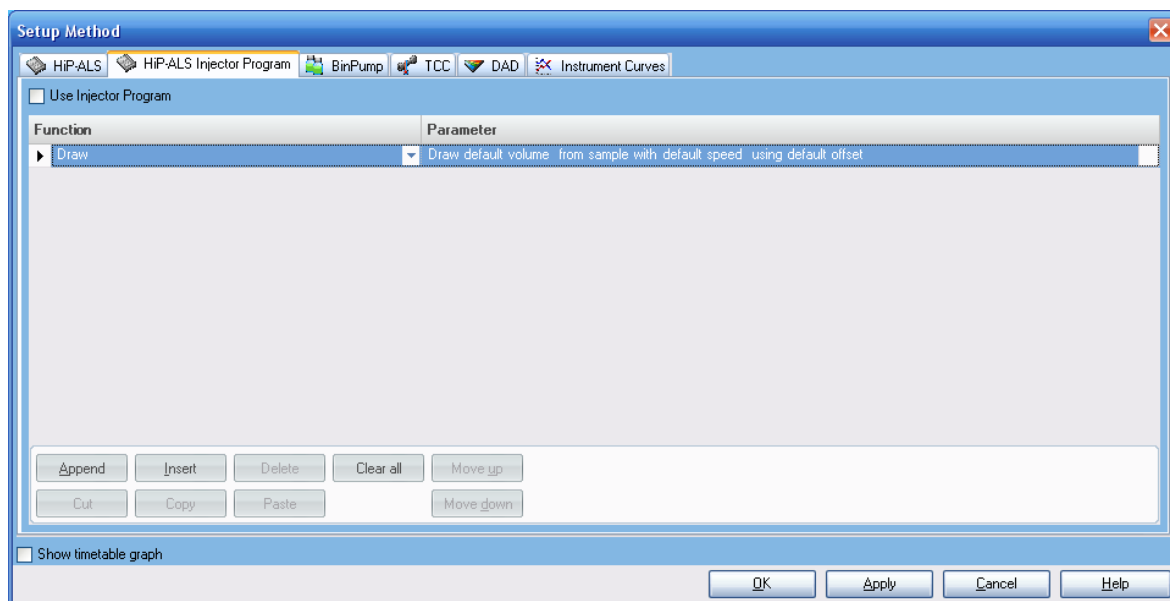 Setup Method
HiP-ALS HiP-ALS Injector Program BinPump TCC DAD Instrument Curves
Use Injector Program
Function Parameter
Draw Draw default volume from sample with default speed using default offset
Append Insert Delete Clear all Move up
Cut Copy Paste Move down
Show timetable graph
OK Apply Cancel Help